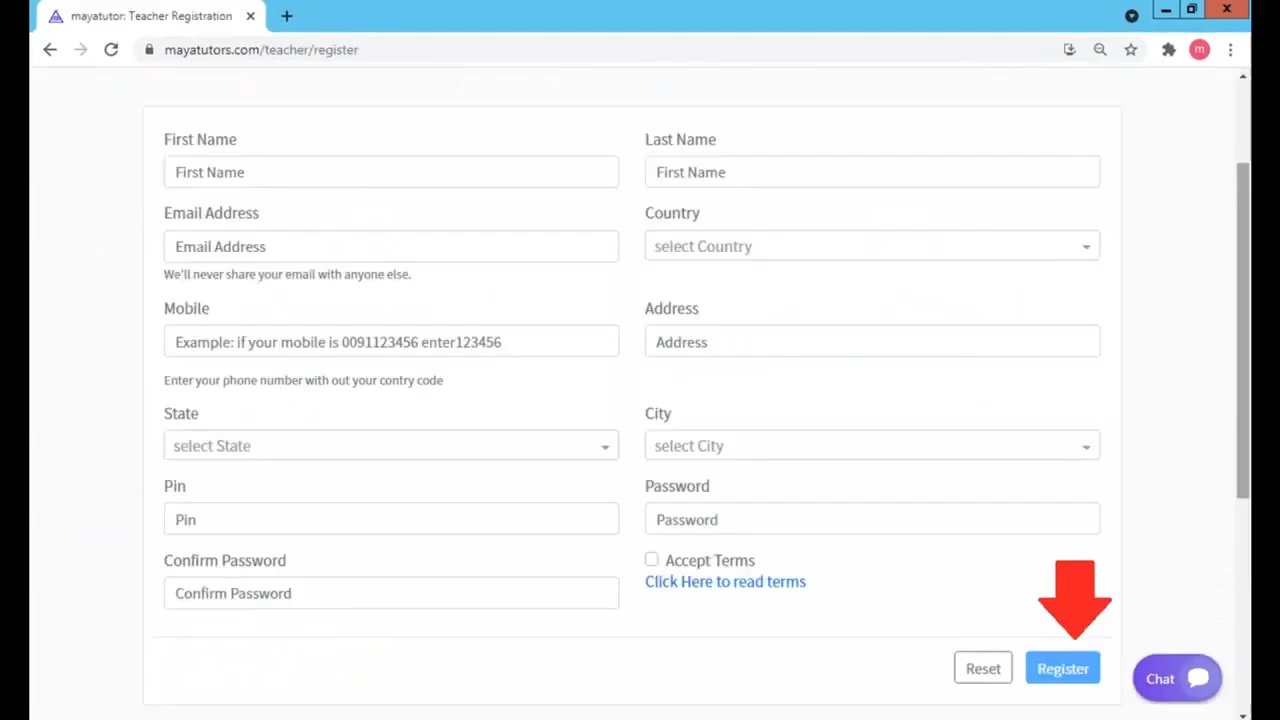 mayatutor: Teacher Registration
mayatutors.com/teacher/register
m
First Name
Last Name
First Name
First Name
Email Address
Country
Email Address
select Country
We'll never share your email with anyone else.
Mobile
Address
Example: if your mobile is 0091123456 enter123456
Address
Enter your phone number with out your contry code
State
City
select State
select City
Pin
Password
Pin
Password
Confirm Password
Accept Terms
Click Here to read terms
Confirm Password
Reset
Register
Chat